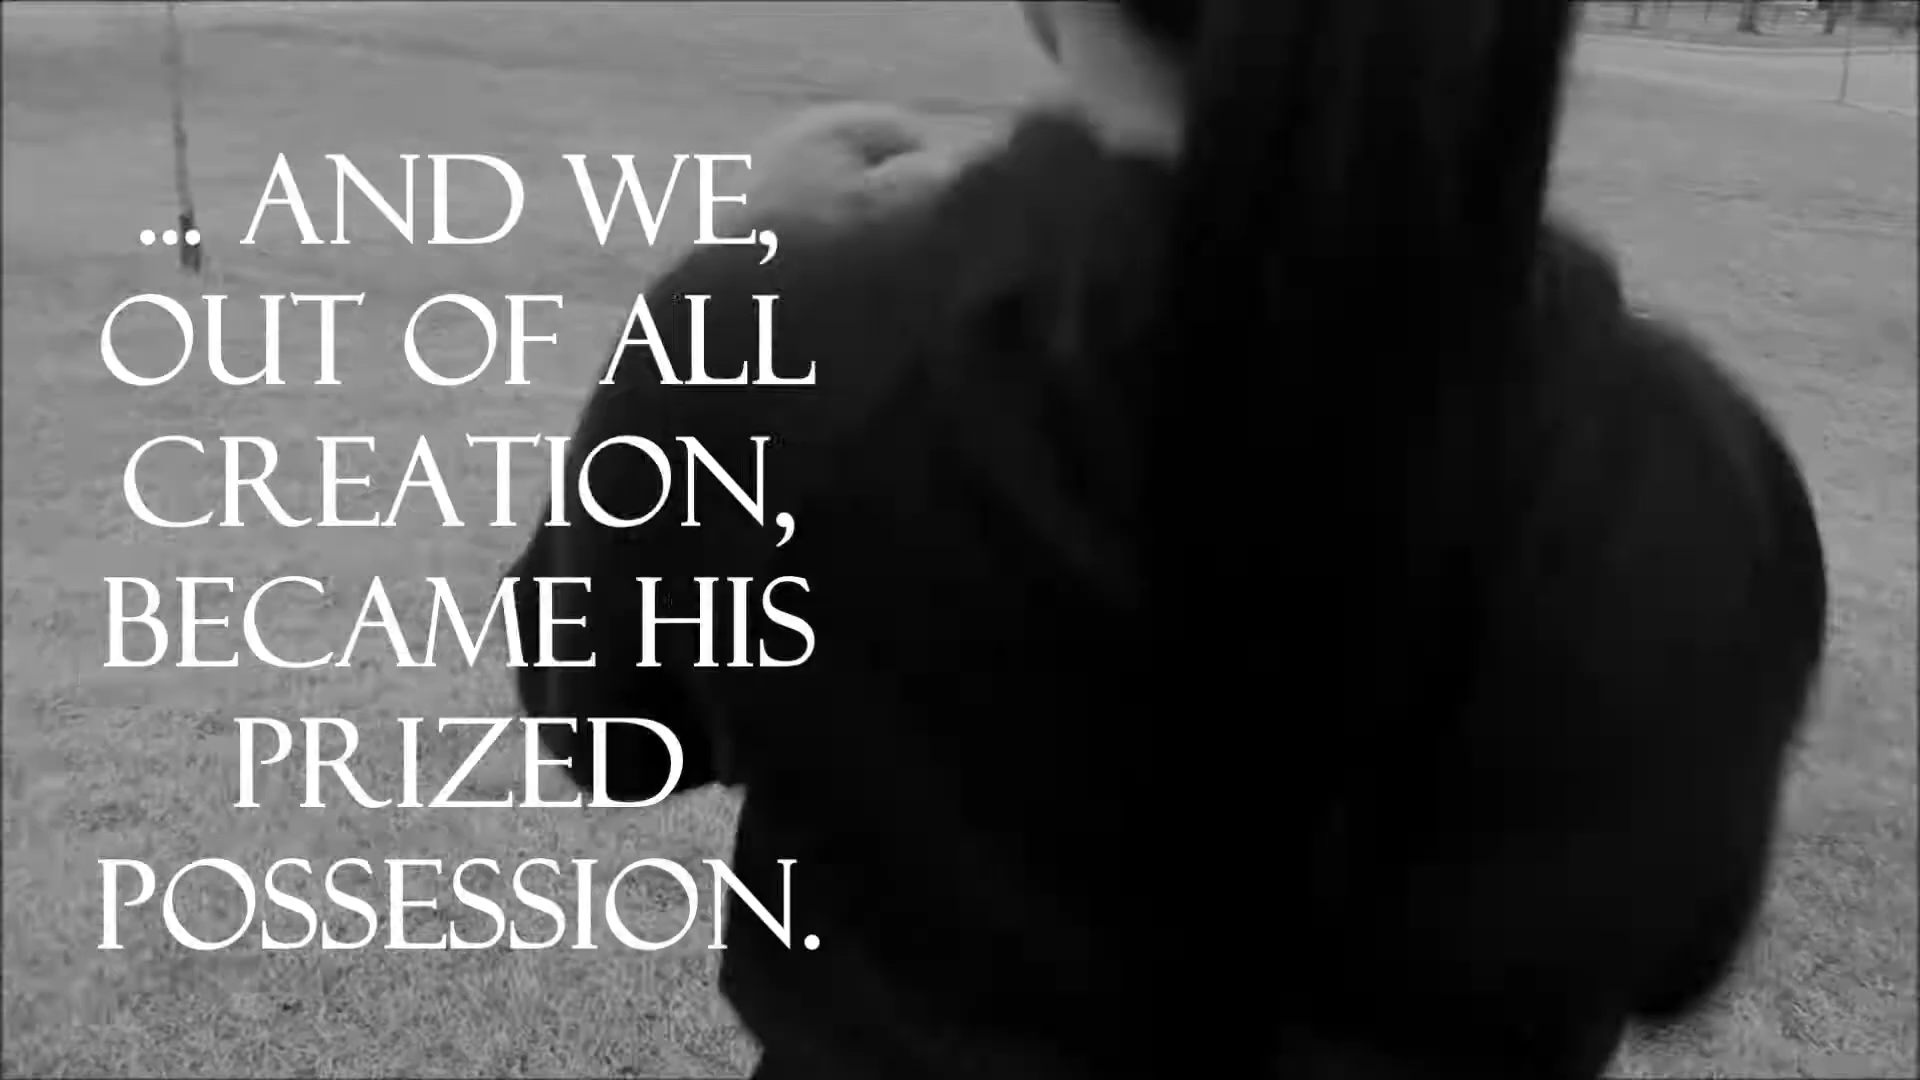 ... AND WE,
OUT OF ALL
CREATION,
BECAME HIS
PRIZED
POSSESSION.